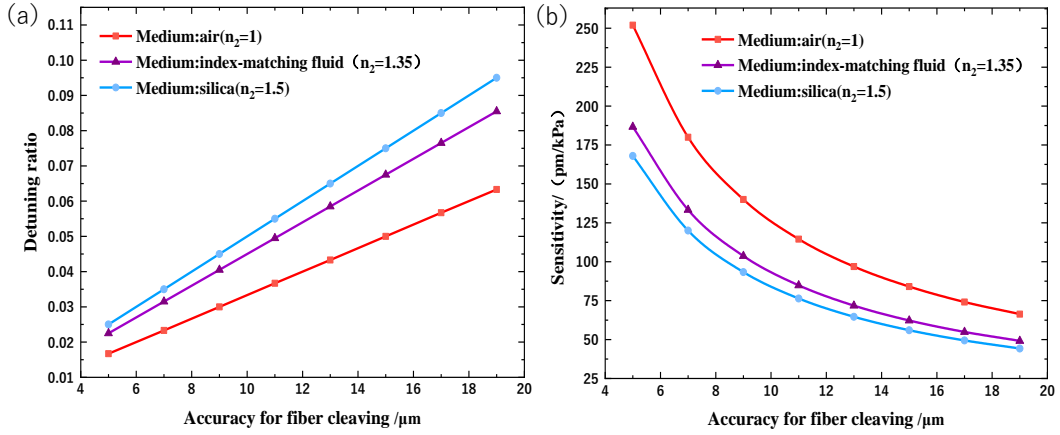 (a)
0.11
0.10
0.09
0.08
0.07
0.06
0.05
0.04
0.03
0.02
0.01
Detuning ratio
Medium:air(n₂=1)
Medium:index-matching fluid（n₂=1.35）
Medium:silica(n₂=1.5)
4 6 8 10 12 14 16 18 20
Accuracy for fiber cleaving /μm
(b)
250
225
200
175
150
125
100
75
50
25
Sensitivity/（pm/kPa）
Medium:air(n₂=1)
Medium:index-matching fluid（n₂=1.35）
Medium:silica(n₂=1.5)
4 6 8 10 12 14 16 18 20
Accuracy for fiber cleaving /μm